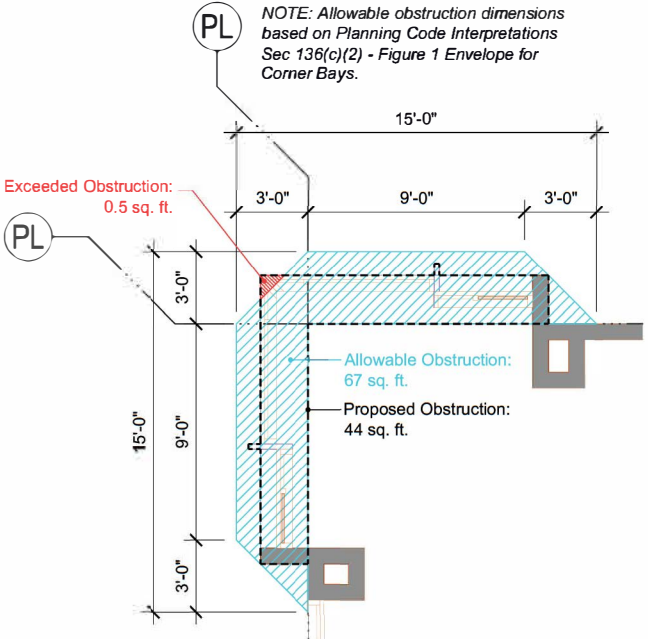 PL
NOTE: Allowable obstruction dimensions
based on Planning Code Interpretations
Sec 136(c)(2) - Figure 1 Envelope for
Corner Bays.
15'-0"
Exceeded Obstruction:
0.5 sq. ft.
3'-0"
9'-0"
3'-0"
PL
3'-0"
Allowable Obstruction:
67 sq. ft.
Proposed Obstruction:
44 sq. ft.
15'-0"
9'-0"
3'-0"